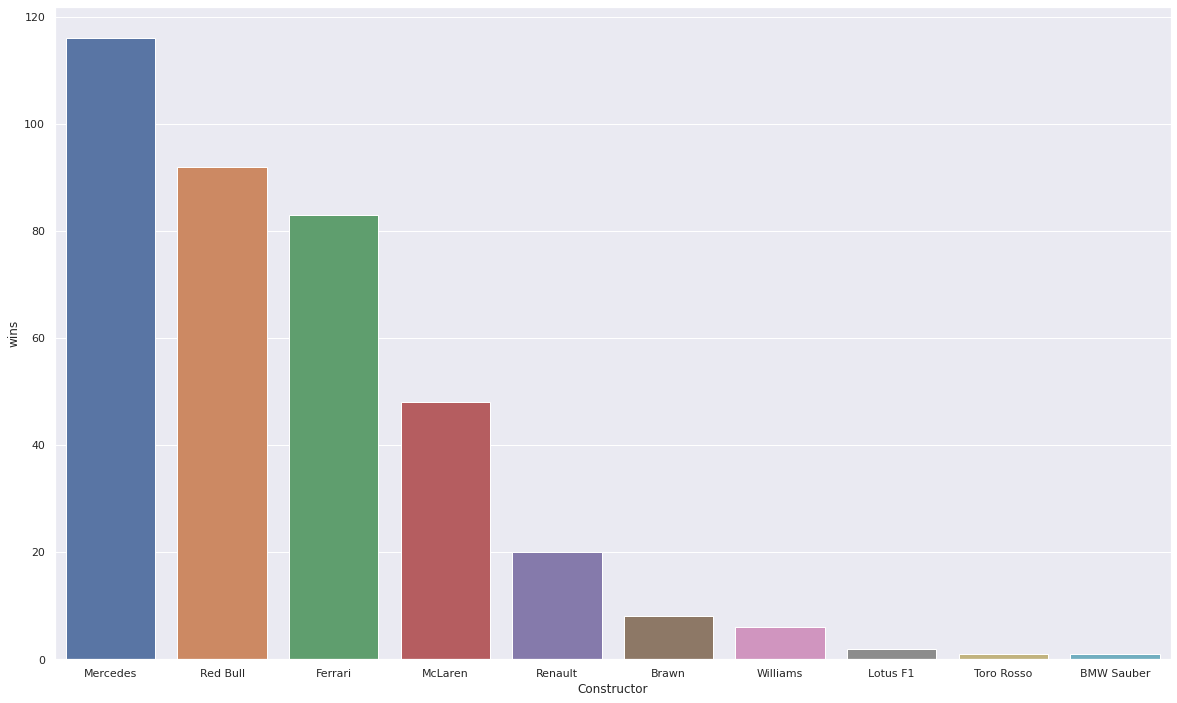 120
100
80
60
40
20
0
wins
Mercedes Red Bull Ferrari McLaren Renault Brawn Williams Lotus F1 Toro Rosso BMW Sauber
Constructor